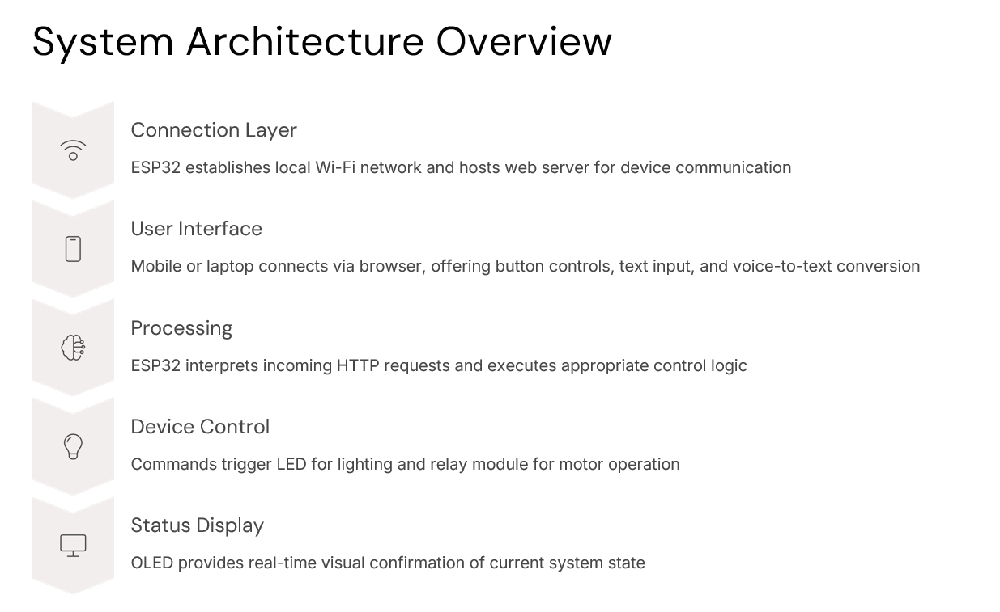 System Architecture Overview
Connection Layer
ESP32 establishes local Wi-Fi network and hosts web server for device communication
User Interface
Mobile or laptop connects via browser, offering button controls, text input, and voice-to-text conversion
Processing
ESP32 interprets incoming HTTP requests and executes appropriate control logic
Device Control
Commands trigger LED for lighting and relay module for motor operation
Status Display
OLED provides real-time visual confirmation of current system state